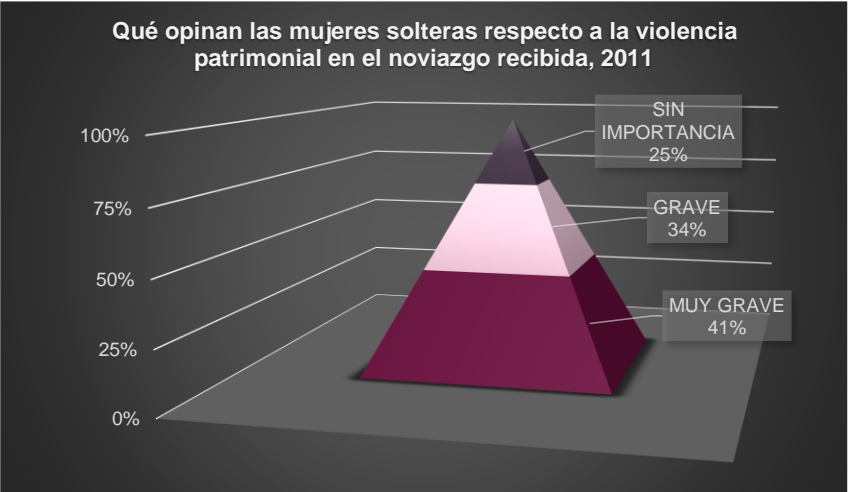 Qué opinan las mujeres solteras respecto a la violencia
patrimonial en el noviazgo recibida, 2011
100%
75%
50%
25%
0%
SIN
IMPORTANCIA
25%
GRAVE
34%
MUY GRAVE
41%